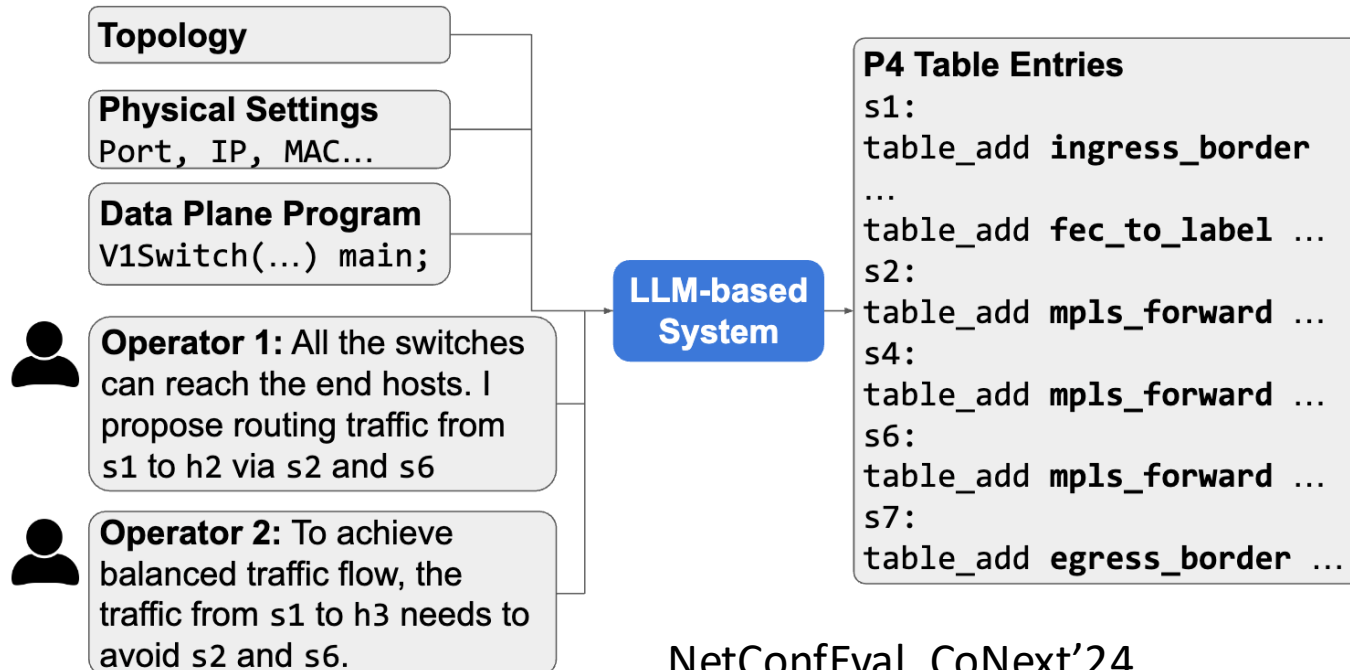 Topology
Physical Settings
Port, IP, MAC...
Data Plane Program
V1Switch(...) main;
Operator 1: All the switches
can reach the end hosts. I
propose routing traffic from
s1 to h2 via s2 and s6
Operator 2: To achieve
balanced traffic flow, the
traffic from s1 to h3 needs to
avoid s2 and s6.
LLM-based
System
P4 Table Entries
s1:
table_add ingress_border
...
table_add fec_to_label ...
s2:
table_add mpls_forward ...
s4:
table_add mpls_forward ...
s6:
table_add mpls_forward ...
s7:
table_add egress_border ...
NetConfEval, CoNext'24